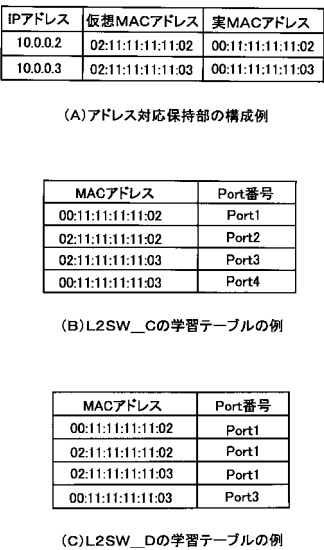 IPアドレス 仮想MACアドレス 実MACアドレス
10.0.0.2 02:11:11:11:11:02 00:11:11:11:11:02
10.0.0.3 02:11:11:11:11:03 00:11:11:11:11:03
(A)アドレス対応保持部の構成例
MACアドレス Port番号
00:11:11:11:11:02 Port1
02:11:11:11:11:02 Port2
02:11:11:11:11:03 Port3
00:11:11:11:11:03 Port4
(B)L2SW__Cの学習テーブルの例
MACアドレス Port番号
00:11:11:11:11:02 Port1
02:11:11:11:11:02 Port1
02:11:11:11:11:03 Port1
00:11:11:11:11:03 Port3
(C)L2SW__Dの学習テーブルの例